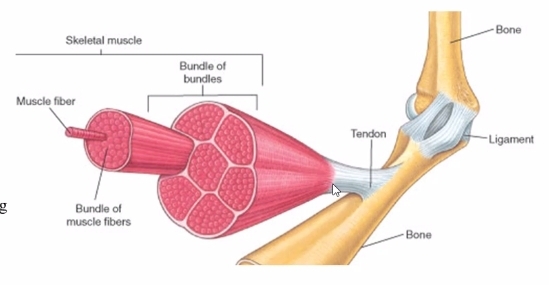 Skeletal muscle
Bundle of
bundles
Muscle fiber
Bundle of
muscle fibers
Tendon
Bone
Ligament
Bone
g